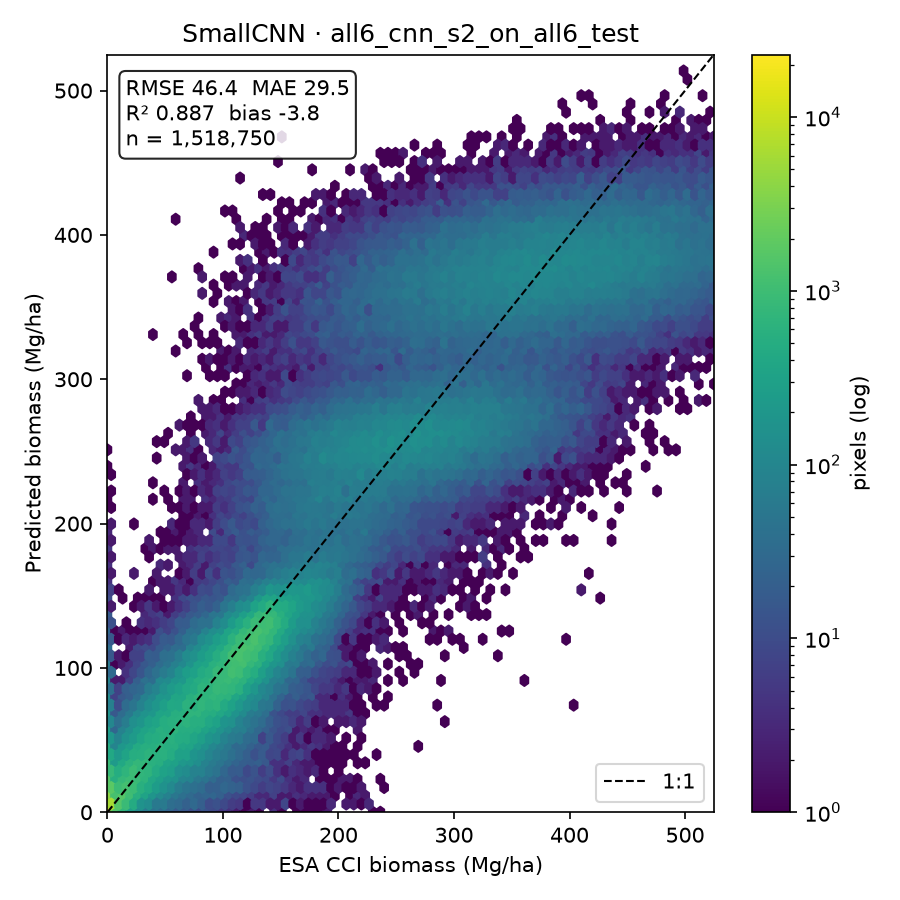 SmallCNN · all6_cnn_s2_on_all6_test
RMSE 46.4  MAE 29.5
R² 0.887  bias -3.8
n = 1,518,750
500
400
300
200
100
0
0 100 200 300 400 500
Predicted biomass (Mg/ha)
ESA CCI biomass (Mg/ha)
1:1
10⁴
10³
10²
10¹
10⁰
pixels (log)